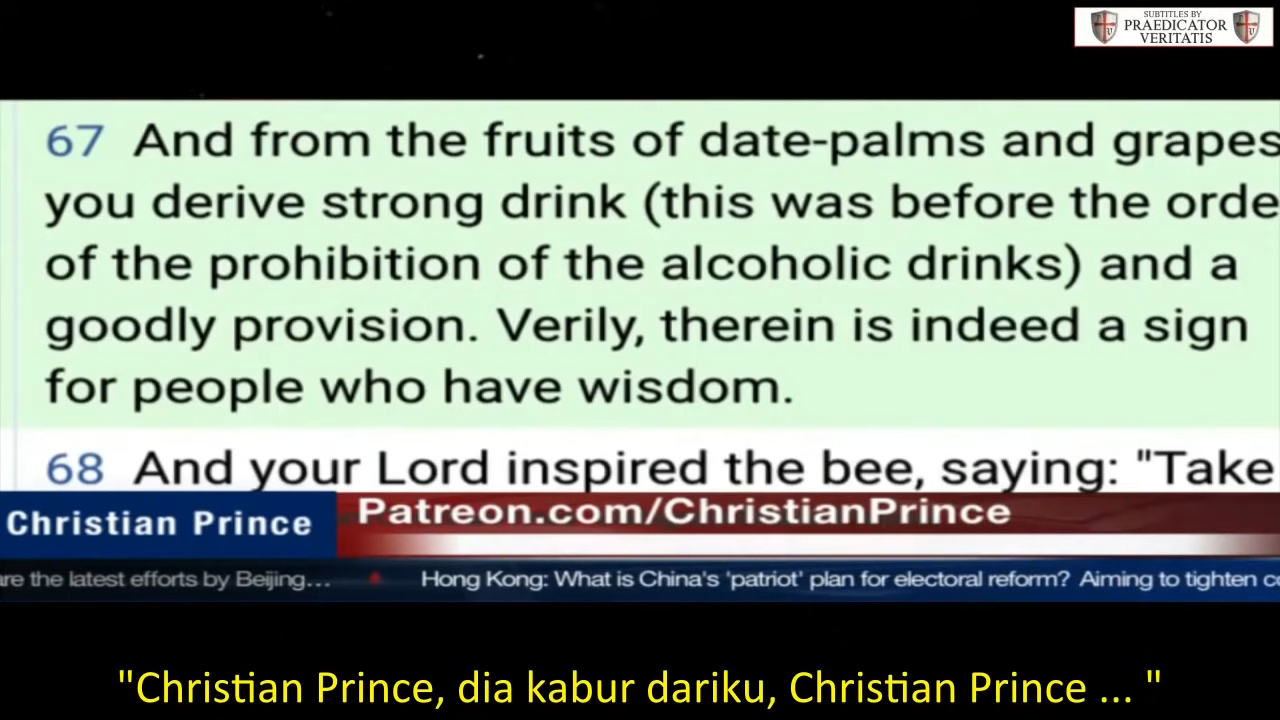 SUBTITLES BY
PRAEDICATOR
VERITATIS
67 And from the fruits of date-palms and grapes
you derive strong drink (this was before the orde
of the prohibition of the alcoholic drinks) and a
goodly provision. Verily, therein is indeed a sign
for people who have wisdom.
68 And your Lord inspired the bee, saying: "Take
Christian Prince
Patreon.com/ChristianPrince
re the latest efforts by Beijing... Hong Kong: What is China's 'patriot' plan for electoral reform? Aiming to tighten c
"Christian Prince, dia kabur dariku, Christian Prince ... "